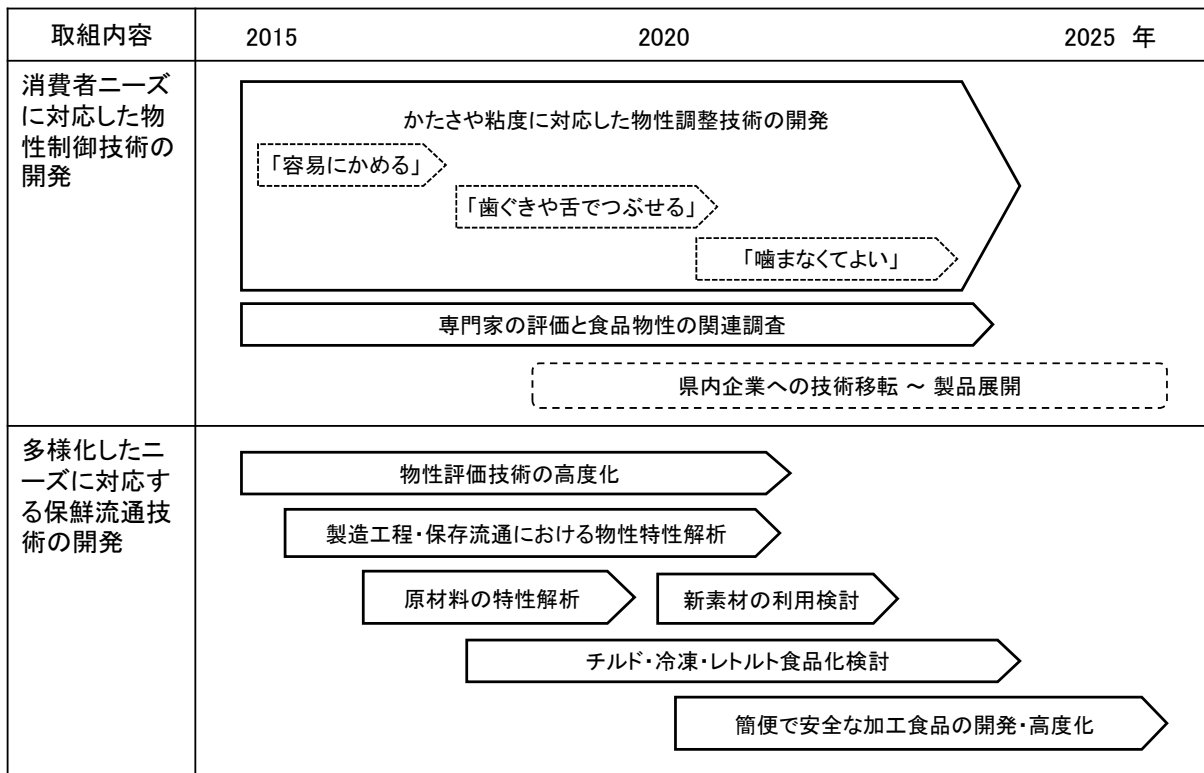 取組内容
2015
2020
2025 年
消費者ニーズ
に対応した物
性制御技術の
開発
かたさや粘度に対応した物性調整技術の開発
「容易にかめる」
「歯ぐきや舌でつぶせる」
「噛まなくてよい」
専門家の評価と食品物性の関連調査
県内企業への技術移転 ～ 製品展開
多様化したニ
ーズに対応す
る保鮮流通技
術の開発
物性評価技術の高度化
製造工程・保存流通における物性特性解析
原材料の特性解析
新素材の利用検討
チルド・冷凍・レトルト食品化検討
簡便で安全な加工食品の開発・高度化